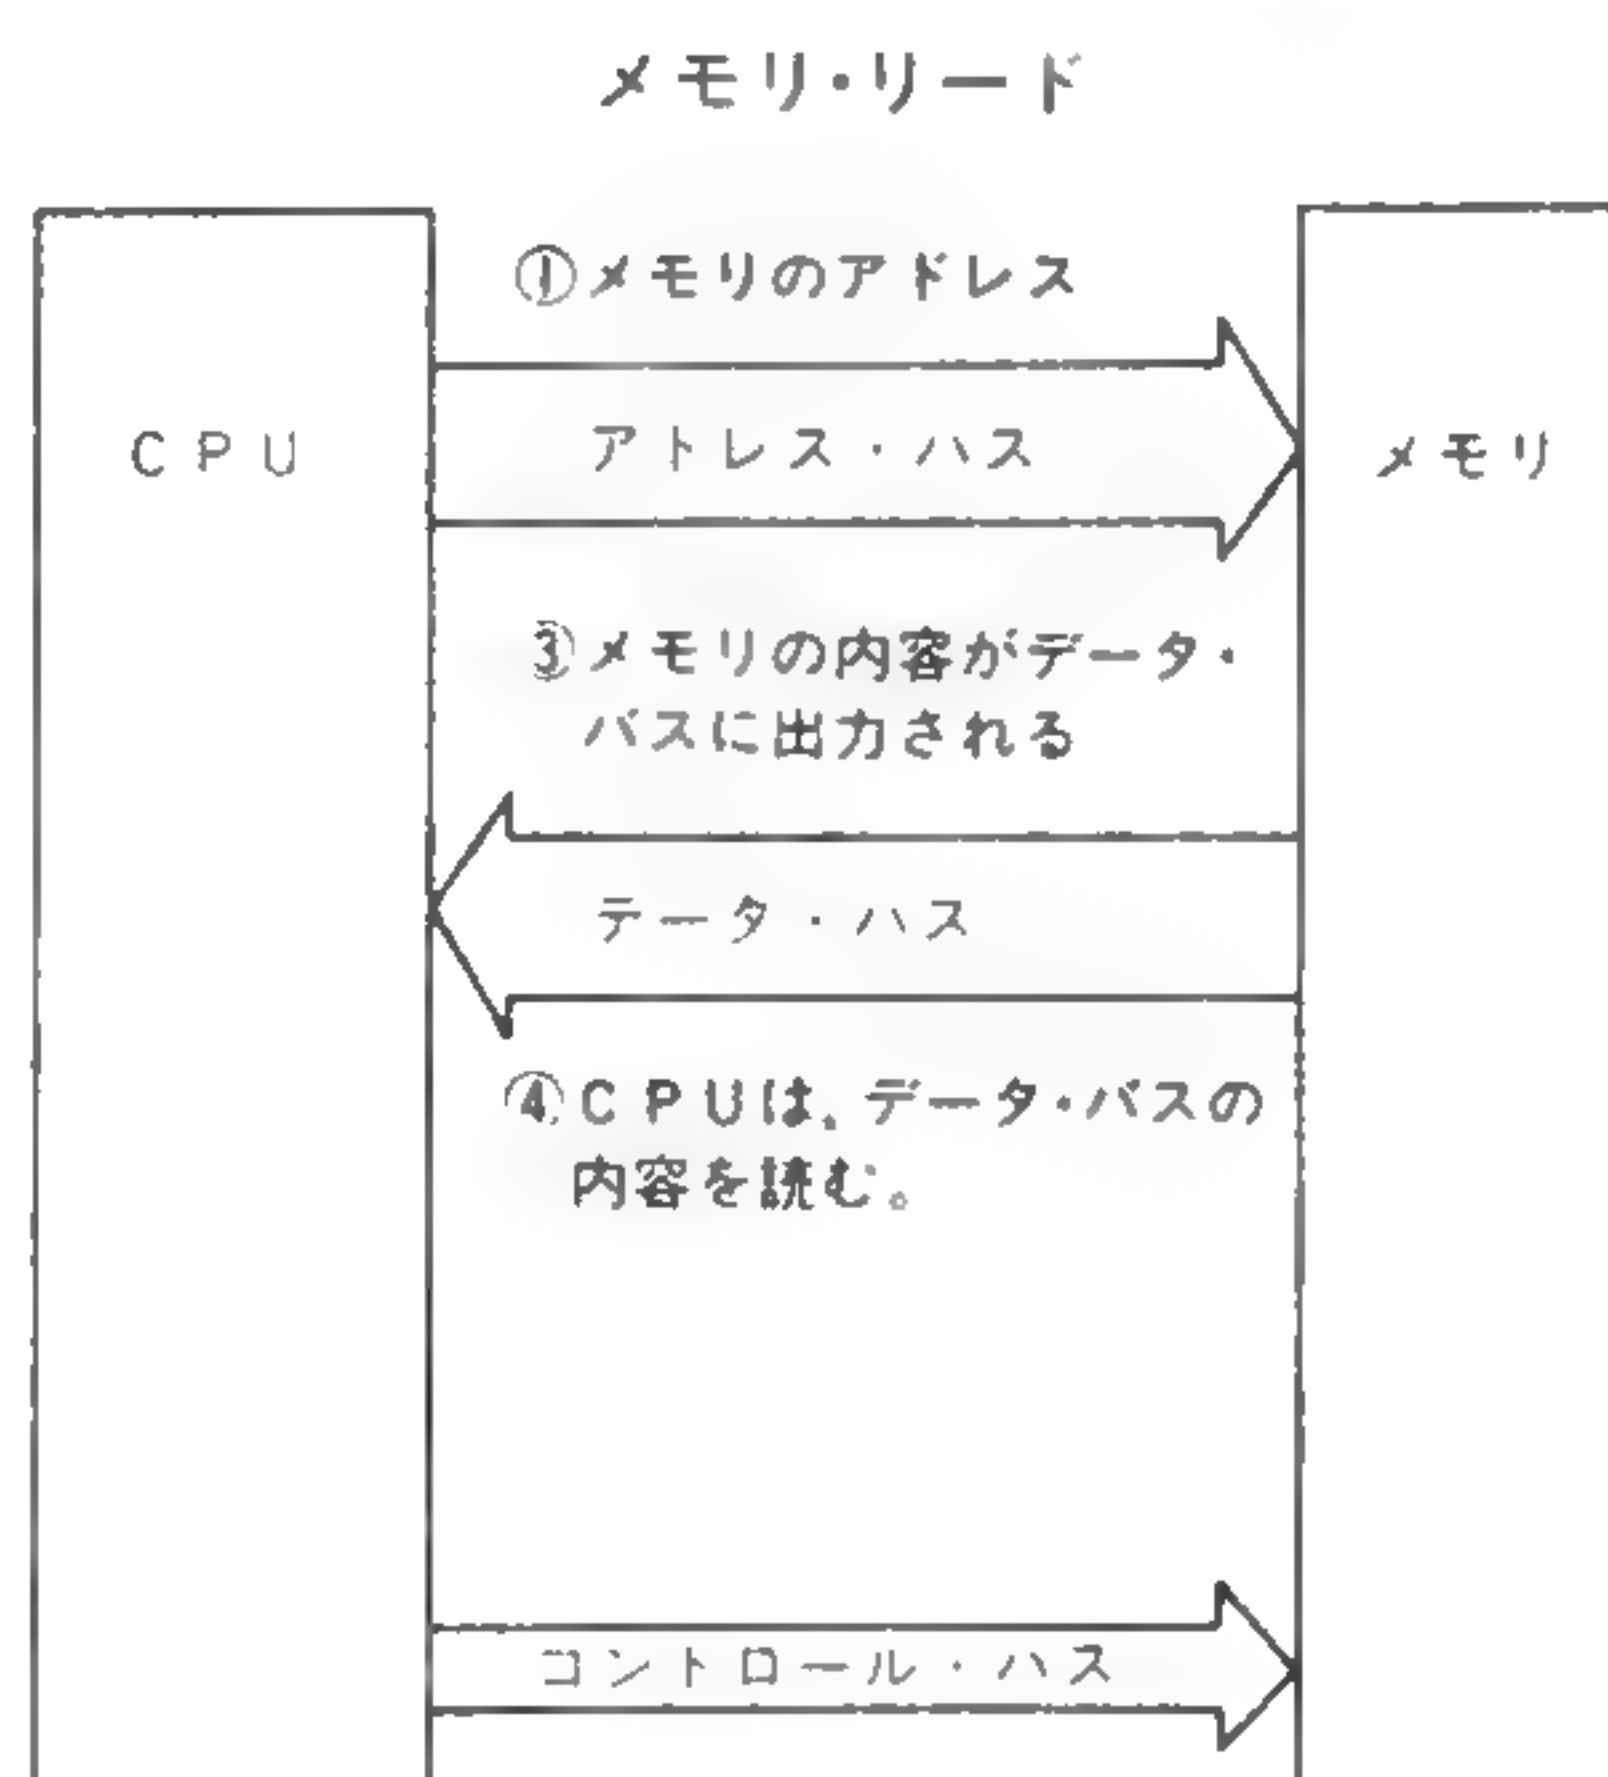 メモリ・リード
①メモリのアドレス
CPU
アトレス・ハス
メモリ
③メモリの内容がデータ・
バスに出力される
テータ・ハス
④CPUは、データ・バスの
内容を読む。
コントロール・ハス